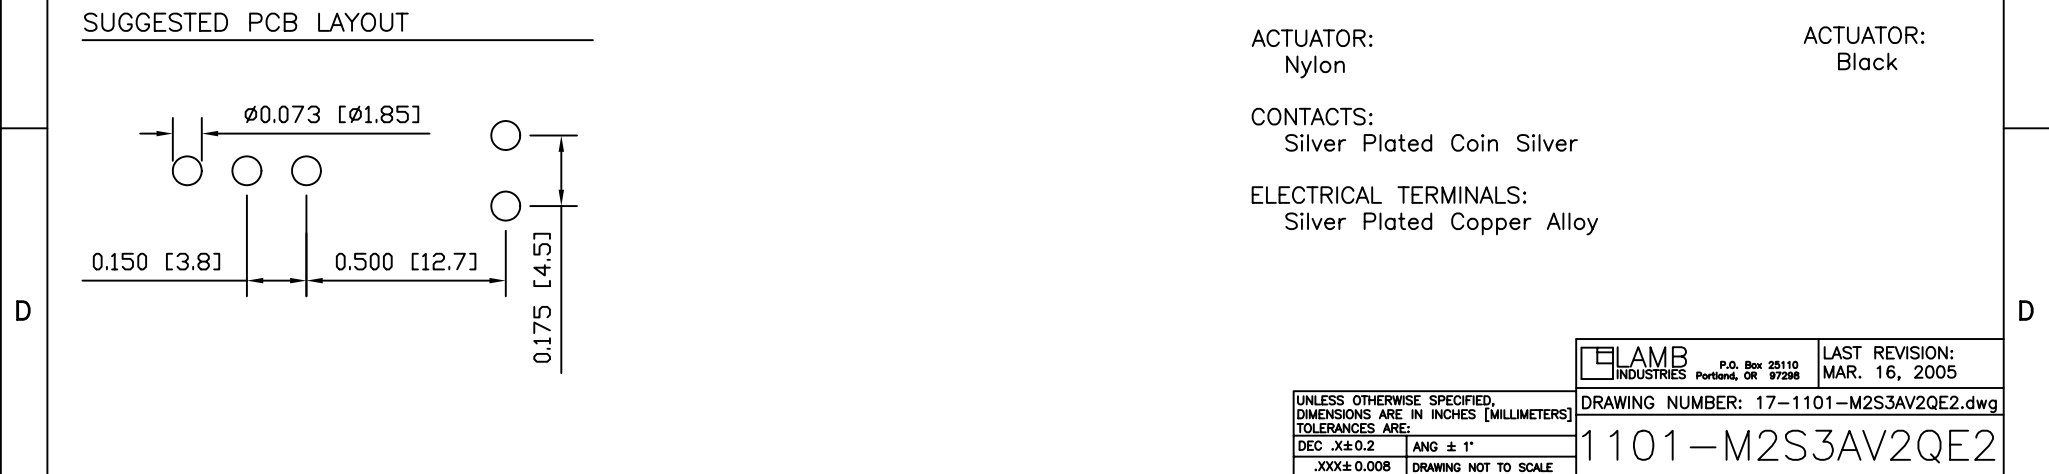 SUGGESTED PCB LAYOUT
ø0.073 [ø1.85]
0.150 [3.8]
0.500 [12.7]
0.175 [4.5]
D
ACTUATOR:
Nylon
CONTACTS:
Silver Plated Coin Silver
ELECTRICAL TERMINALS:
Silver Plated Copper Alloy
ACTUATOR:
Black
D
LAMB
INDUSTRIES
P.O. Box 25110
Portland, OR 97298
LAST REVISION:
MAR. 16, 2005
UNLESS OTHERWISE SPECIFIED,
DIMENSIONS ARE IN INCHES [MILLIMETERS]
TOLERANCES ARE:
DEC .X±0.2
ANG ± 1°
.XXX±0.008
DRAWING NOT TO SCALE
DRAWING NUMBER: 17-1101-M2S3AV2QE2.dwg
1101-M2S3AV2QE2